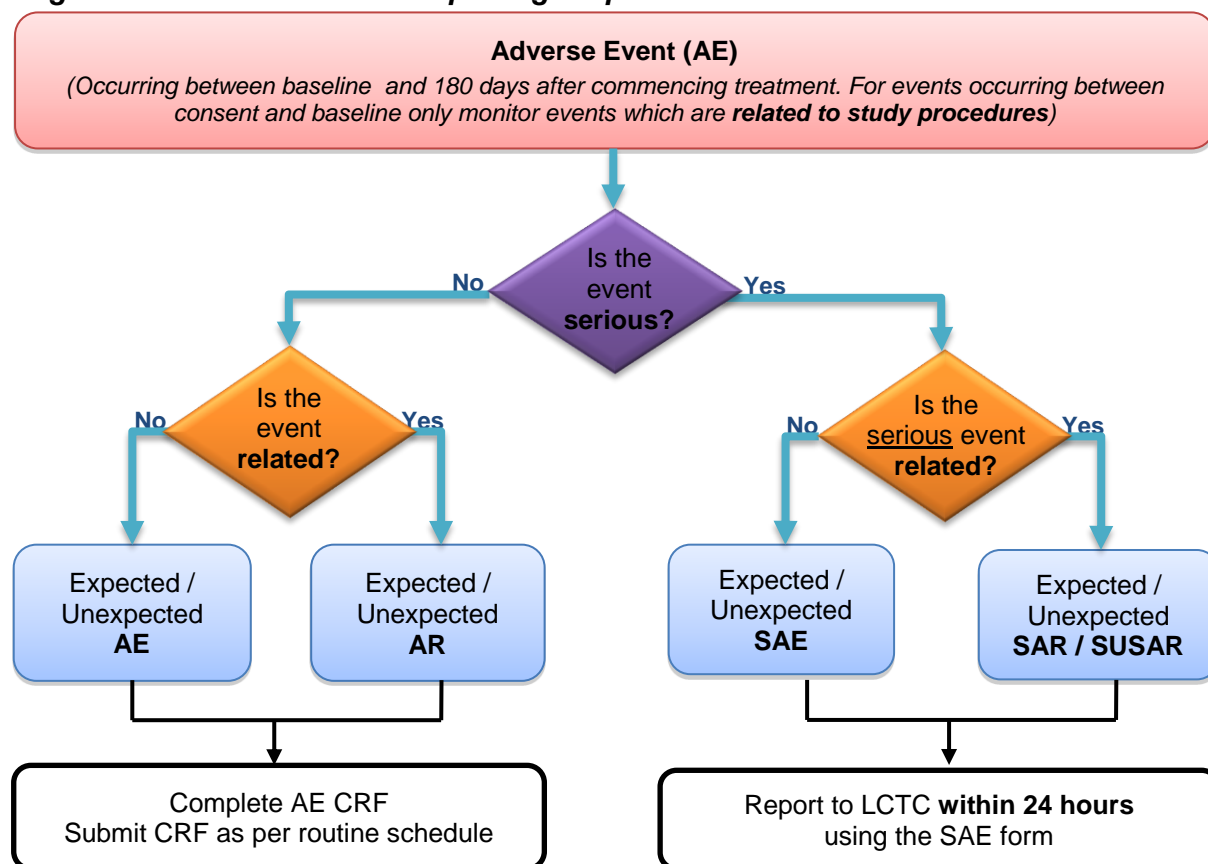 Adverse Event (AE)
(Occurring between baseline and 180 days after commencing treatment. For events occurring between
consent and baseline only monitor events which are related to study procedures)
Is the
event
serious?
No
Yes
Is the
event
related?
No
Yes
Is the
serious event
related?
No
Yes
Expected /
Unexpected
AE
Expected /
Unexpected
AR
Expected /
Unexpected
SAE
Expected /
Unexpected
SAR / SUSAR
Complete AE CRF
Submit CRF as per routine schedule
Report to LCTC within 24 hours
using the SAE form